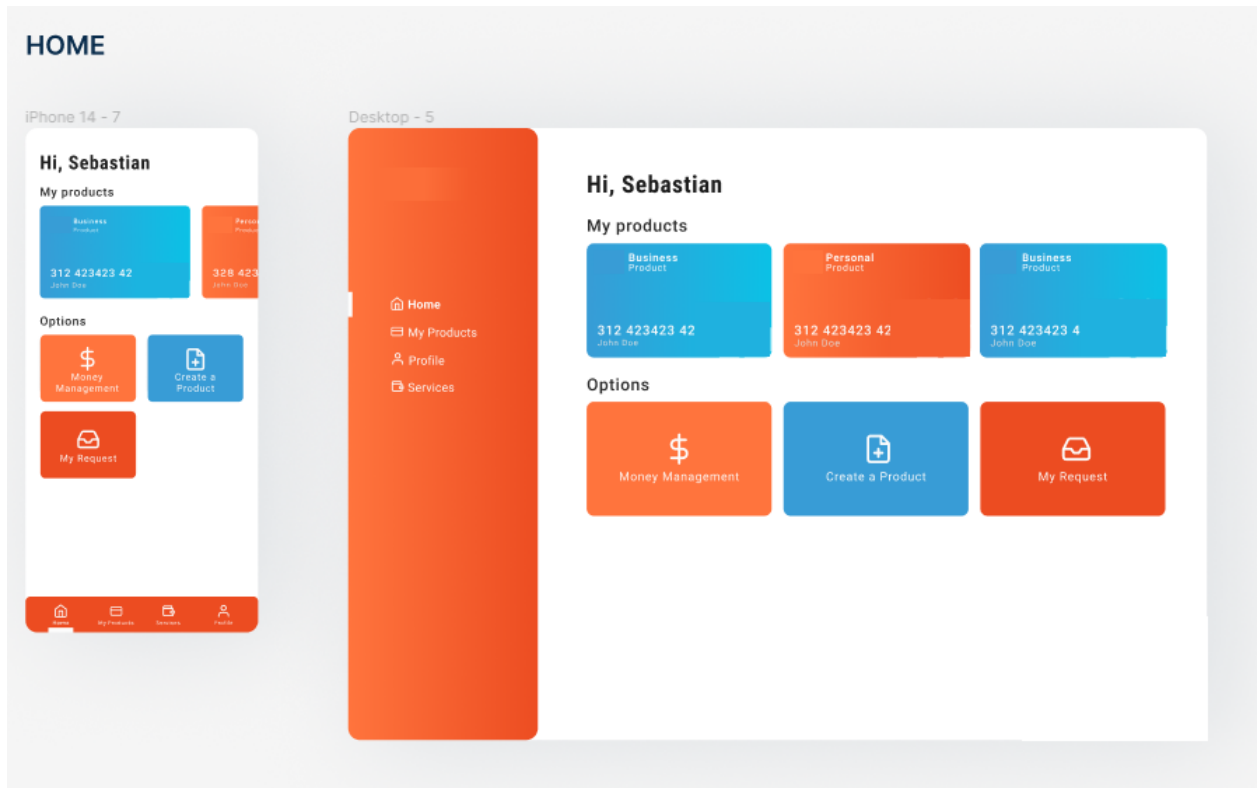 HOME
iPhone 14 - 7
Hi, Sebastian
My products
Business
Product
312 423423 42
John Doe
Perso
Produc
328 423
John Doe
Options
Money
Management
Create a
Product
My Request
Home
My Products
Services
Profile
Desktop - 5
Home
My Products
Profile
Services
Hi, Sebastian
My products
Business
Product
312 423423 42
John Doe
Personal
Product
312 423423 42
John Doe
Business
Product
312 423423 4
John Doe
Options
Money Management
Create a Product
My Request